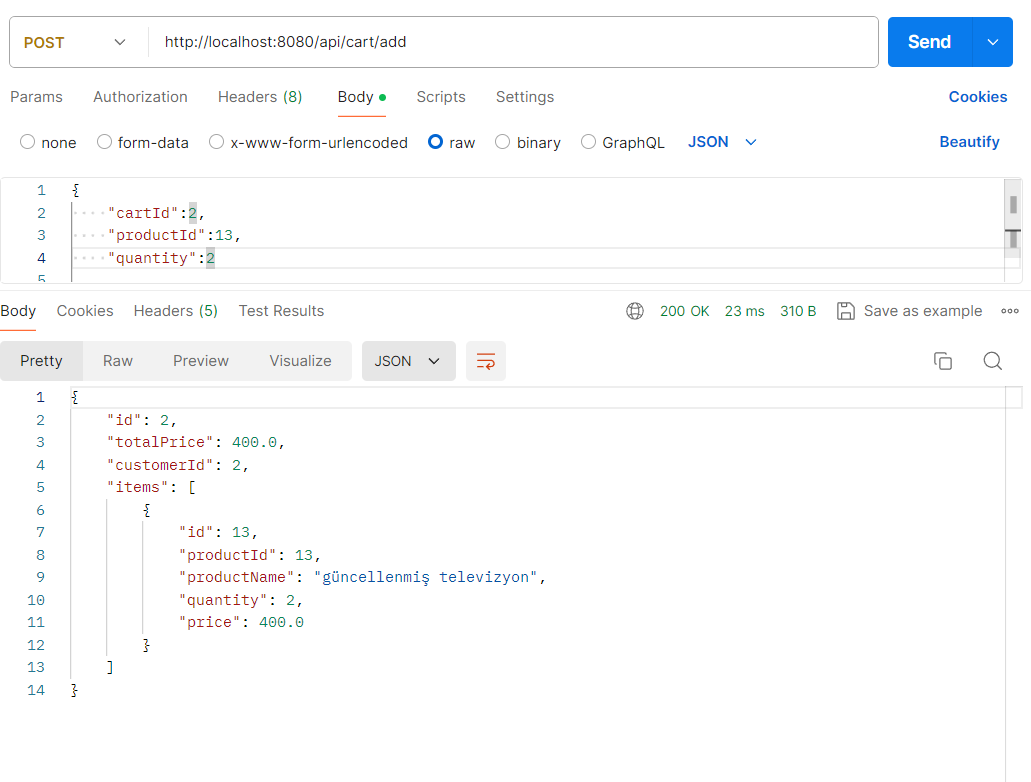 POST http://localhost:8080/api/cart/add Send
Params Authorization Headers (8) Body Scripts Settings Cookies
none form-data x-www-form-urlencoded raw binary GraphQL JSON Beautify
1 {
2 "cartId":2,
3 "productId":13,
4 "quantity":2
5
Body Cookies Headers (5) Test Results 200 OK 23 ms 310 B Save as example
Pretty Raw Preview Visualize JSON
1 {
2 "id": 2,
3 "totalPrice": 400.0,
4 "customerId": 2,
5 "items": [
6 {
7 "id": 13,
8 "productId": 13,
9 "productName": "güncellenmiş televizyon",
10 "quantity": 2,
11 "price": 400.0
12 }
13 ]
14 }